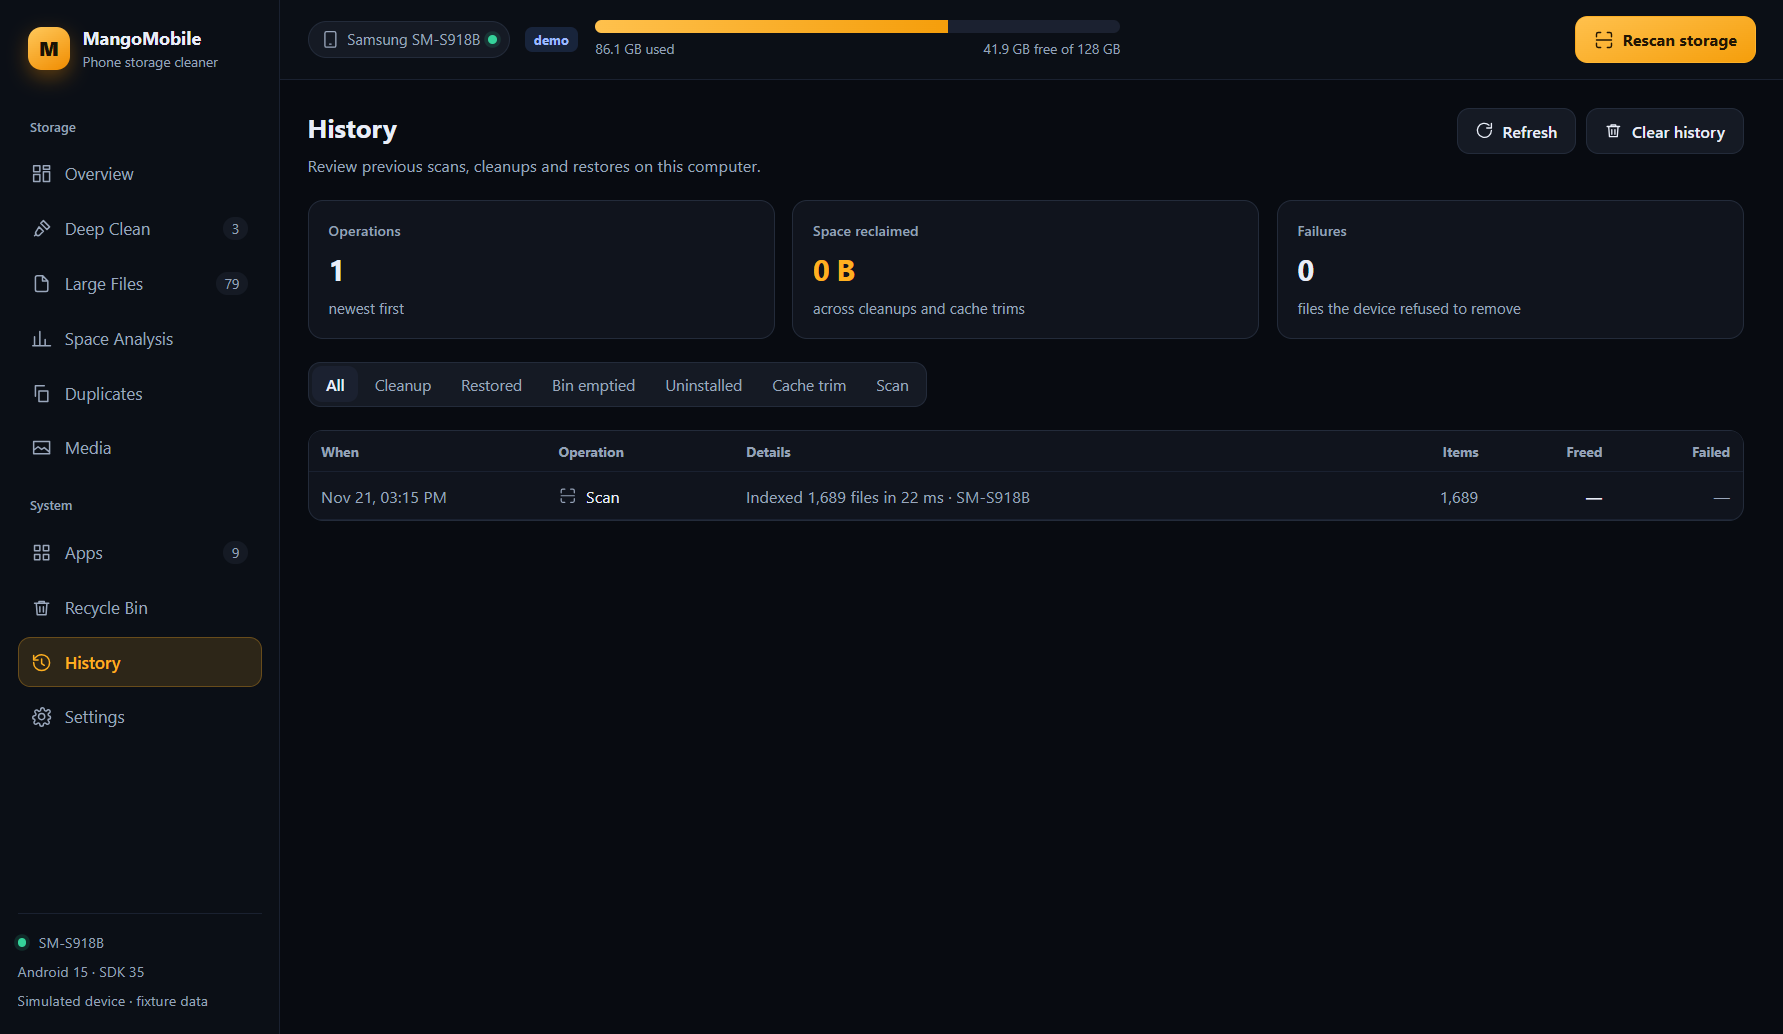 M
MangoMobile
Phone storage cleaner
Storage
Overview
Deep Clean 3
Large Files 79
Space Analysis
Duplicates
Media
System
Apps 9
Recycle Bin
History
Settings
SM-S918B
Android 15 · SDK 35
Simulated device · fixture data
Samsung SM-S918B
demo
86.1 GB used
41.9 GB free of 128 GB
Rescan storage
History
Review previous scans, cleanups and restores on this computer.
Refresh
Clear history
Operations
1
newest first
Space reclaimed
0 B
across cleanups and cache trims
Failures
0
files the device refused to remove
All Cleanup Restored Bin emptied Uninstalled Cache trim Scan
When Operation Details Items Freed Failed
Nov 21, 03:15 PM Scan Indexed 1,689 files in 22 ms · SM-S918B 1,689 — —